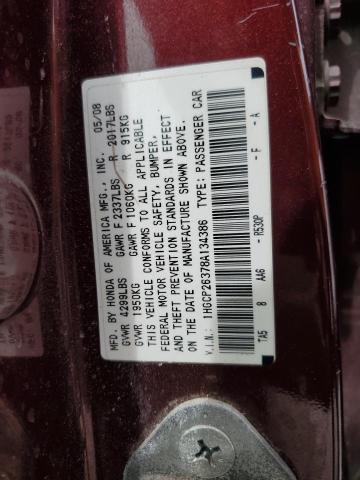 MFD. BY HONDA OF AMERICA MFG., INC. 05/08
GVWR 4299LBS GAWR F 2337LBS R 2017LBS
GVWR 1950KG GAWR F 1060KG R 915KG
THIS VEHICLE CONFORMS TO ALL APPLICABLE
FEDERAL MOTOR VEHICLE SAFETY, BUMPER,
AND THEFT PREVENTION STANDARDS IN EFFECT
ON THE DATE OF MANUFACTURE SHOWN ABOVE.
V.I.N.: 1HGCP26378A134386 TYPE: PASSENGER CAR
TA5 8 AA6 - R530P - F - A